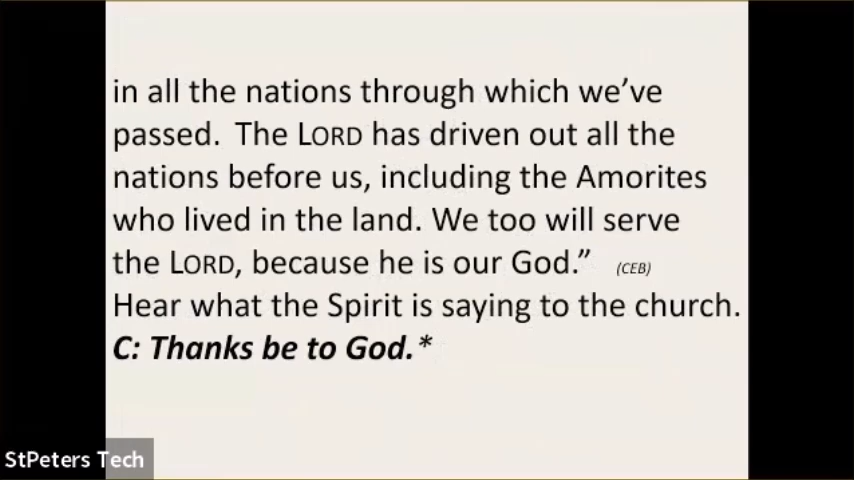 in all the nations through which we’ve
passed.  The LORD has driven out all the
nations before us, including the Amorites
who lived in the land. We too will serve
the LORD, because he is our God.”   (CEB)
Hear what the Spirit is saying to the church.
C: Thanks be to God.*
StPeters Tech